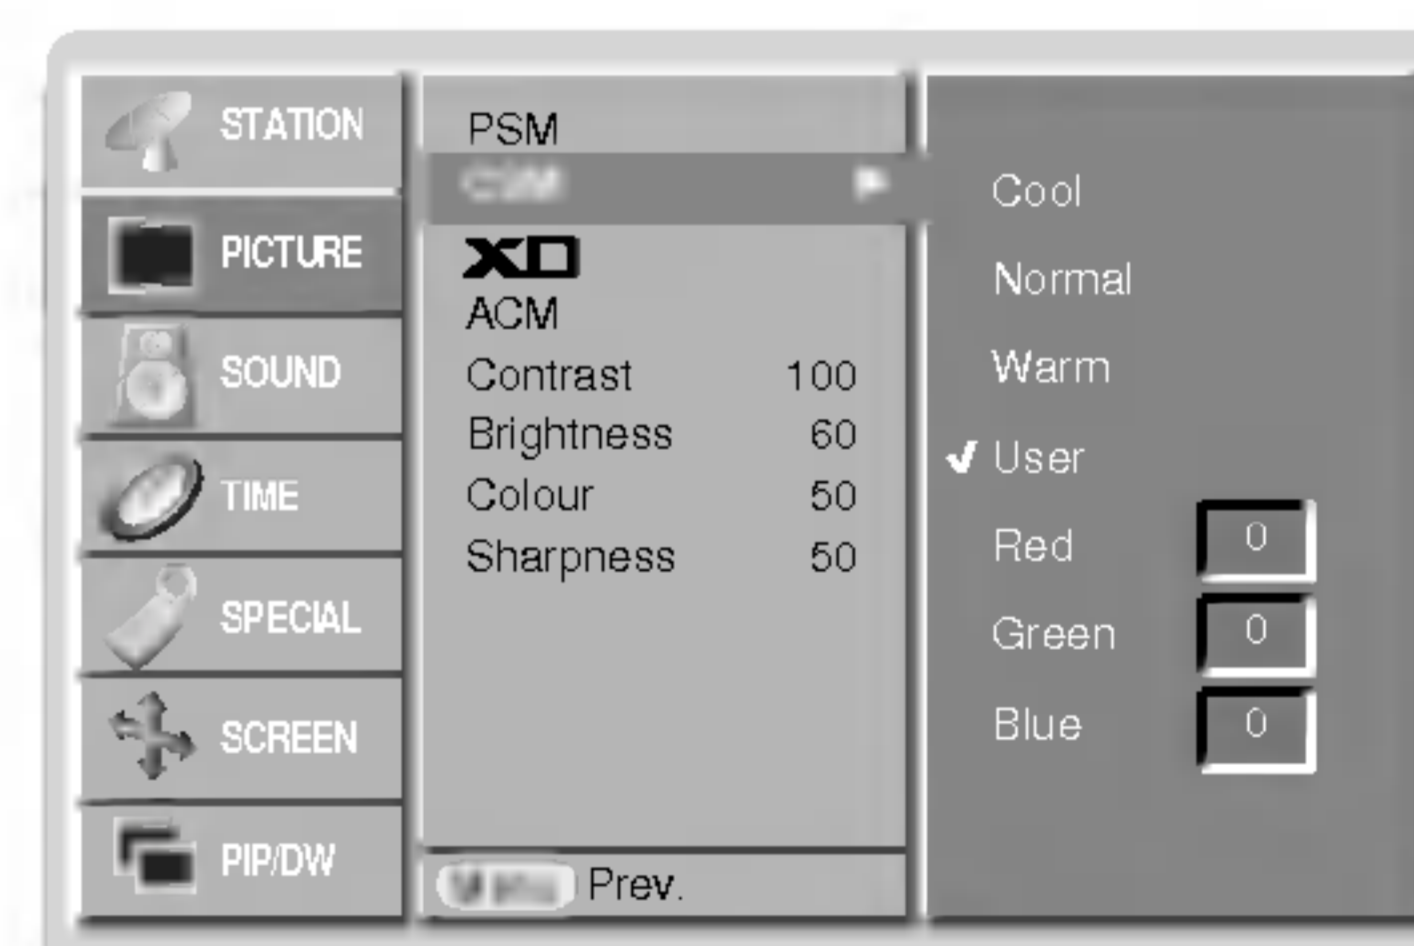 STATION
PICTURE
SOUND
TIME
SPECIAL
SCREEN
PIP/DW
PSM
XD
ACM
Contrast 100
Brightness 60
Colour 50
Sharpness 50
Prev.
Cool
Normal
Warm
User
Red 0
Green 0
Blue 0